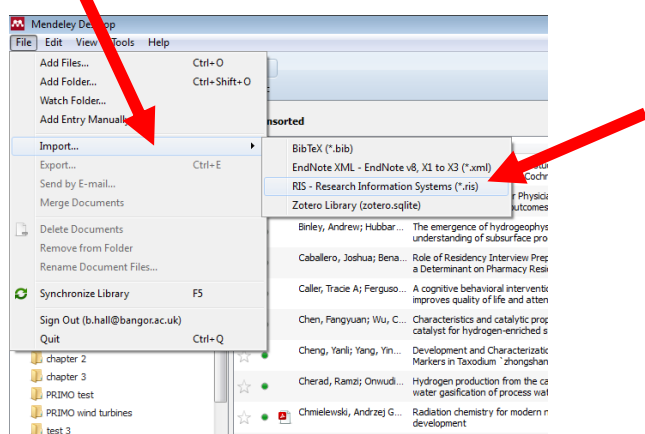 Mendeley
File Edit View Tools Help
Add Files... Ctrl+O
Add Folder... Ctrl+Shift+O
Watch Folder...
Add Entry
Import...
Export... Ctrl+E
Send by E-mail...
Merge Documents
Delete Documents
Remove from Folder
Rename Document Files...
Synchronize Library F5
Sign Out (b.hall@bangor.ac.uk)
Quit Ctrl+Q
BibTeX (*.bib)
EndNote XML - EndNote v8, X1 to X3 (*.xml)
RIS - Research Information Systems (*.ris)
Zotero Library (zotero.sqlite)
Binley, Andrew; Hubbar... The emergence of hydrogeophys
understanding of subsurface pro
Caballero, Joshua; Bena... Role of Residency Interview Prep
a Determinant on Pharmacy Resi
Caller, Tracie A; Ferguso... A cognitive behavioral interventic
improves quality of life and atten
Chen, Fangyuan; Wu, C... Characteristics and catalytic prop
catalyst for hydrogen-enriched s
Cheng, Yanli; Yang, Yin... Development and Characterizatic
Markers in Taxodium `zhongshan
Cherad, Ramzi; Onwudi... Hydrogen production from the ca
water gasification of process wat
Chmielewski, Andrzej G... Radiation chemistry for modern n
development
chapter 2
chapter 3
PRIMO test
PRIMO wind turbines
test 3